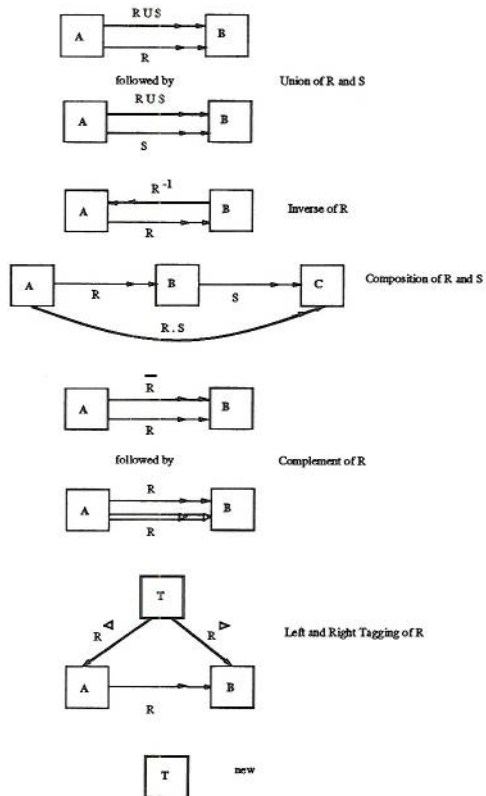 R U S
A B
R
followed by Union of R and S
R U S
A B
S
R -1
A B Inverse of R
R
A B C Composition of R and S
R S
R . S
R̅
A B
R
followed by Complement of R
R
A B
R
T
R ◁ R ▷ Left and Right Tagging of R
A B
R
T new